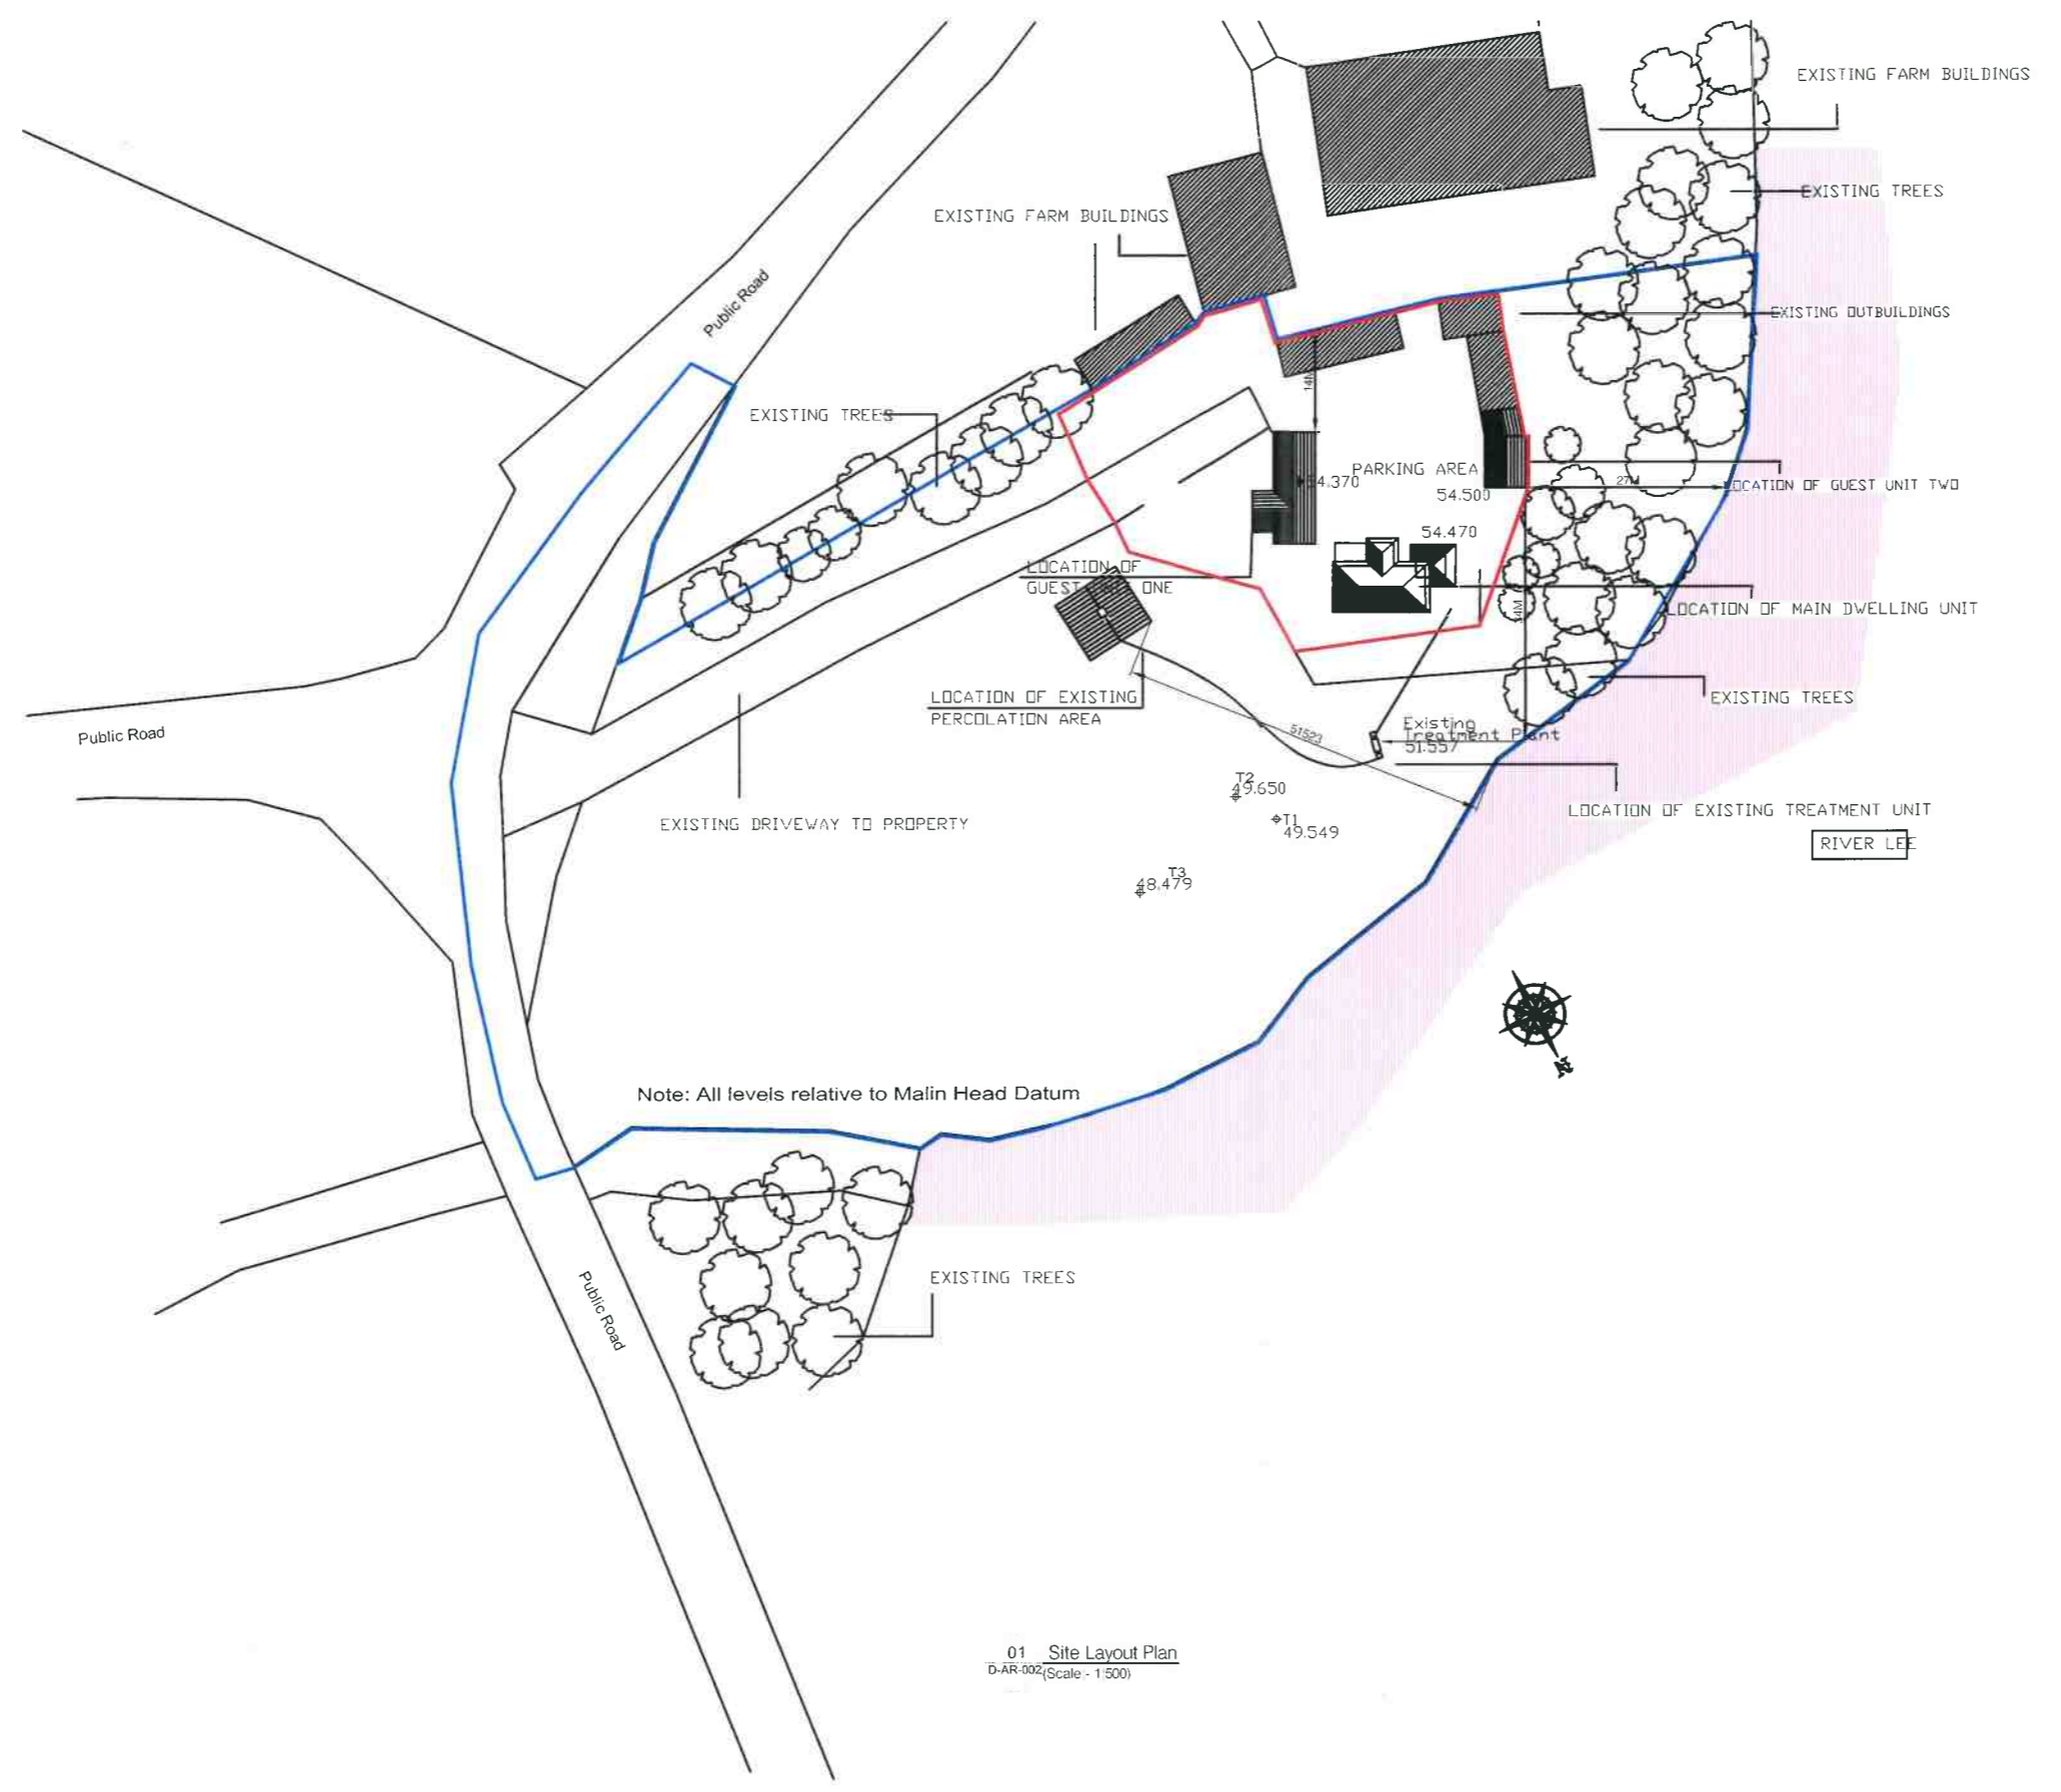 EXISTING FARM BUILDINGS
EXISTING TREES
EXISTING FARM BUILDINGS
Public Road
EXISTING OUTBUILDINGS
14M
EXISTING TREES
PARKING AREA
54.370
54.500
27M
LOCATION OF GUEST UNIT TWO
54.470
LOCATION OF
GUEST ONE
14M
LOCATION OF MAIN DWELLING UNIT
LOCATION OF EXISTING
PERCOLATION AREA
EXISTING TREES
Public Road
51523
Existing
Treatment Plant
51.557
T2
49.650
LOCATION OF EXISTING TREATMENT UNIT
EXISTING DRIVEWAY TO PROPERTY
T1
49.549
RIVER LEE
T3
48.479
N
Note: All levels relative to Malin Head Datum
EXISTING TREES
Public Road
01 Site Layout Plan
D-AR-002 (Scale:- 1:500)